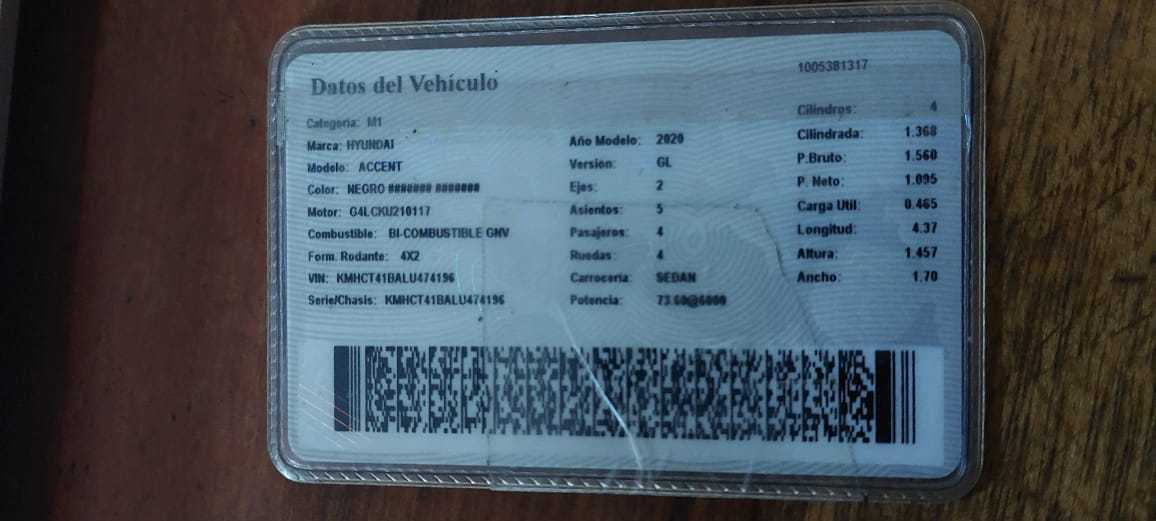 Datos del Vehículo
1005381317
Categoría: M1
Marca: HYUNDAI
Modelo: ACCENT
Color: NEGRO ####### #######
Motor: G4LCKU210117
Combustible: BI-COMBUSTIBLE GNV
Form. Rodante: 4X2
VIN: KMHCT41BALU474196
Serie/Chasis: KMHCT41BALU474196
Año Modelo: 2020
Versión: GL
Ejes: 2
Asientos: 5
Pasajeros: 4
Ruedas: 4
Carrocería: SEDAN
Potencia: 73.60@6000
Cilindros: 4
Cilindrada: 1.368
P.Bruto: 1.560
P. Neto: 1.095
Carga Util: 0.465
Longitud: 4.37
Altura: 1.457
Ancho: 1.70